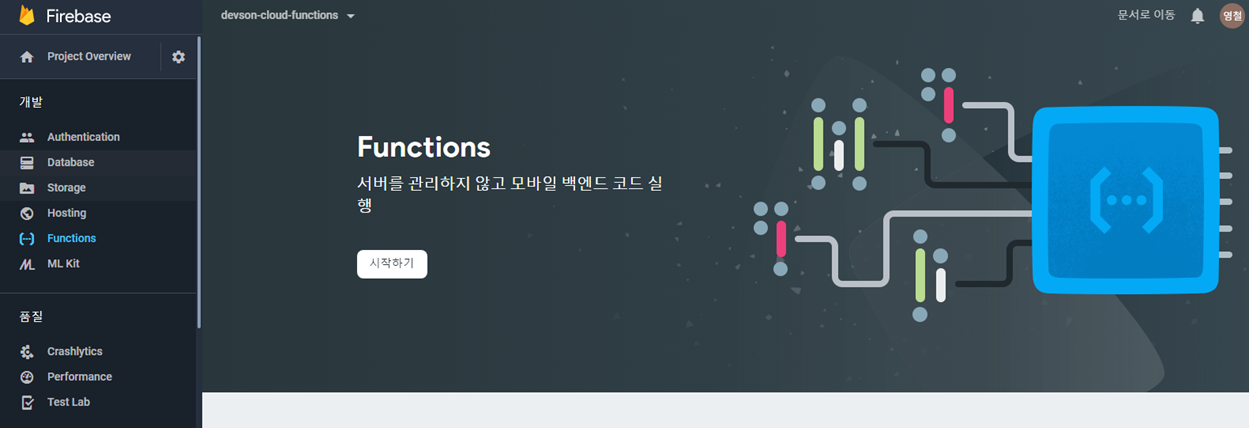 Firebase
Project Overview
개발
Authentication
Database
Storage
Hosting
Functions
ML Kit
품질
Crashlytics
Performance
Test Lab
devson-cloud-functions
문서로 이동
영철
Functions
서버를 관리하지 않고 모바일 백엔드 코드 실
행
시작하기